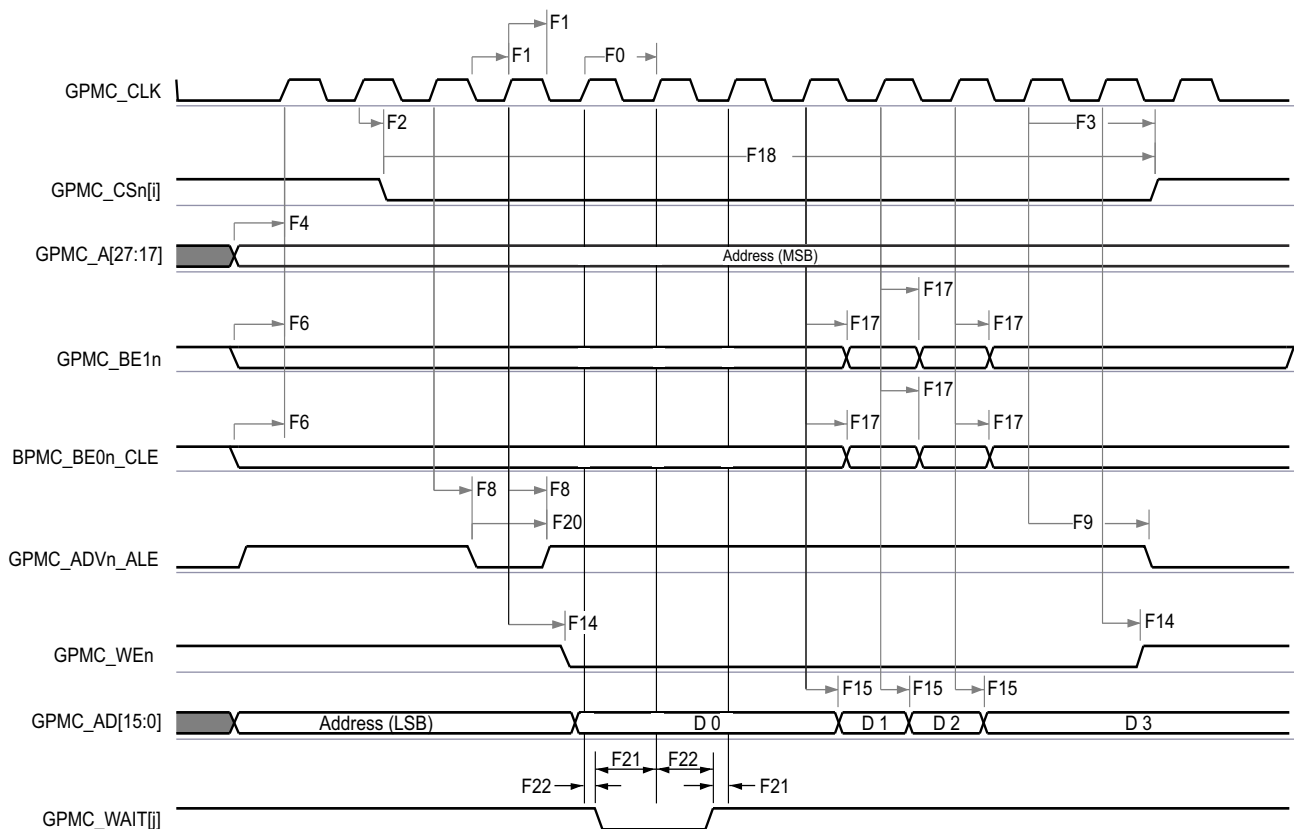 F1
F1 F0
GPMC_CLK
F2 F3
F18
GPMC_CSn[i]
F4
GPMC_A[27:17] Address (MSB)
F17
F6 F17 F17
GPMC_BE1n
F17
F6 F17 F17
BPMC_BE0n_CLE
F8 F8
F20 F9
GPMC_ADVn_ALE
F14 F14
GPMC_WEn
F15 F15 F15
GPMC_AD[15:0] Address (LSB) D 0 D 1 D 2 D 3
F21 F22
F22 F21
GPMC_WAIT[j]